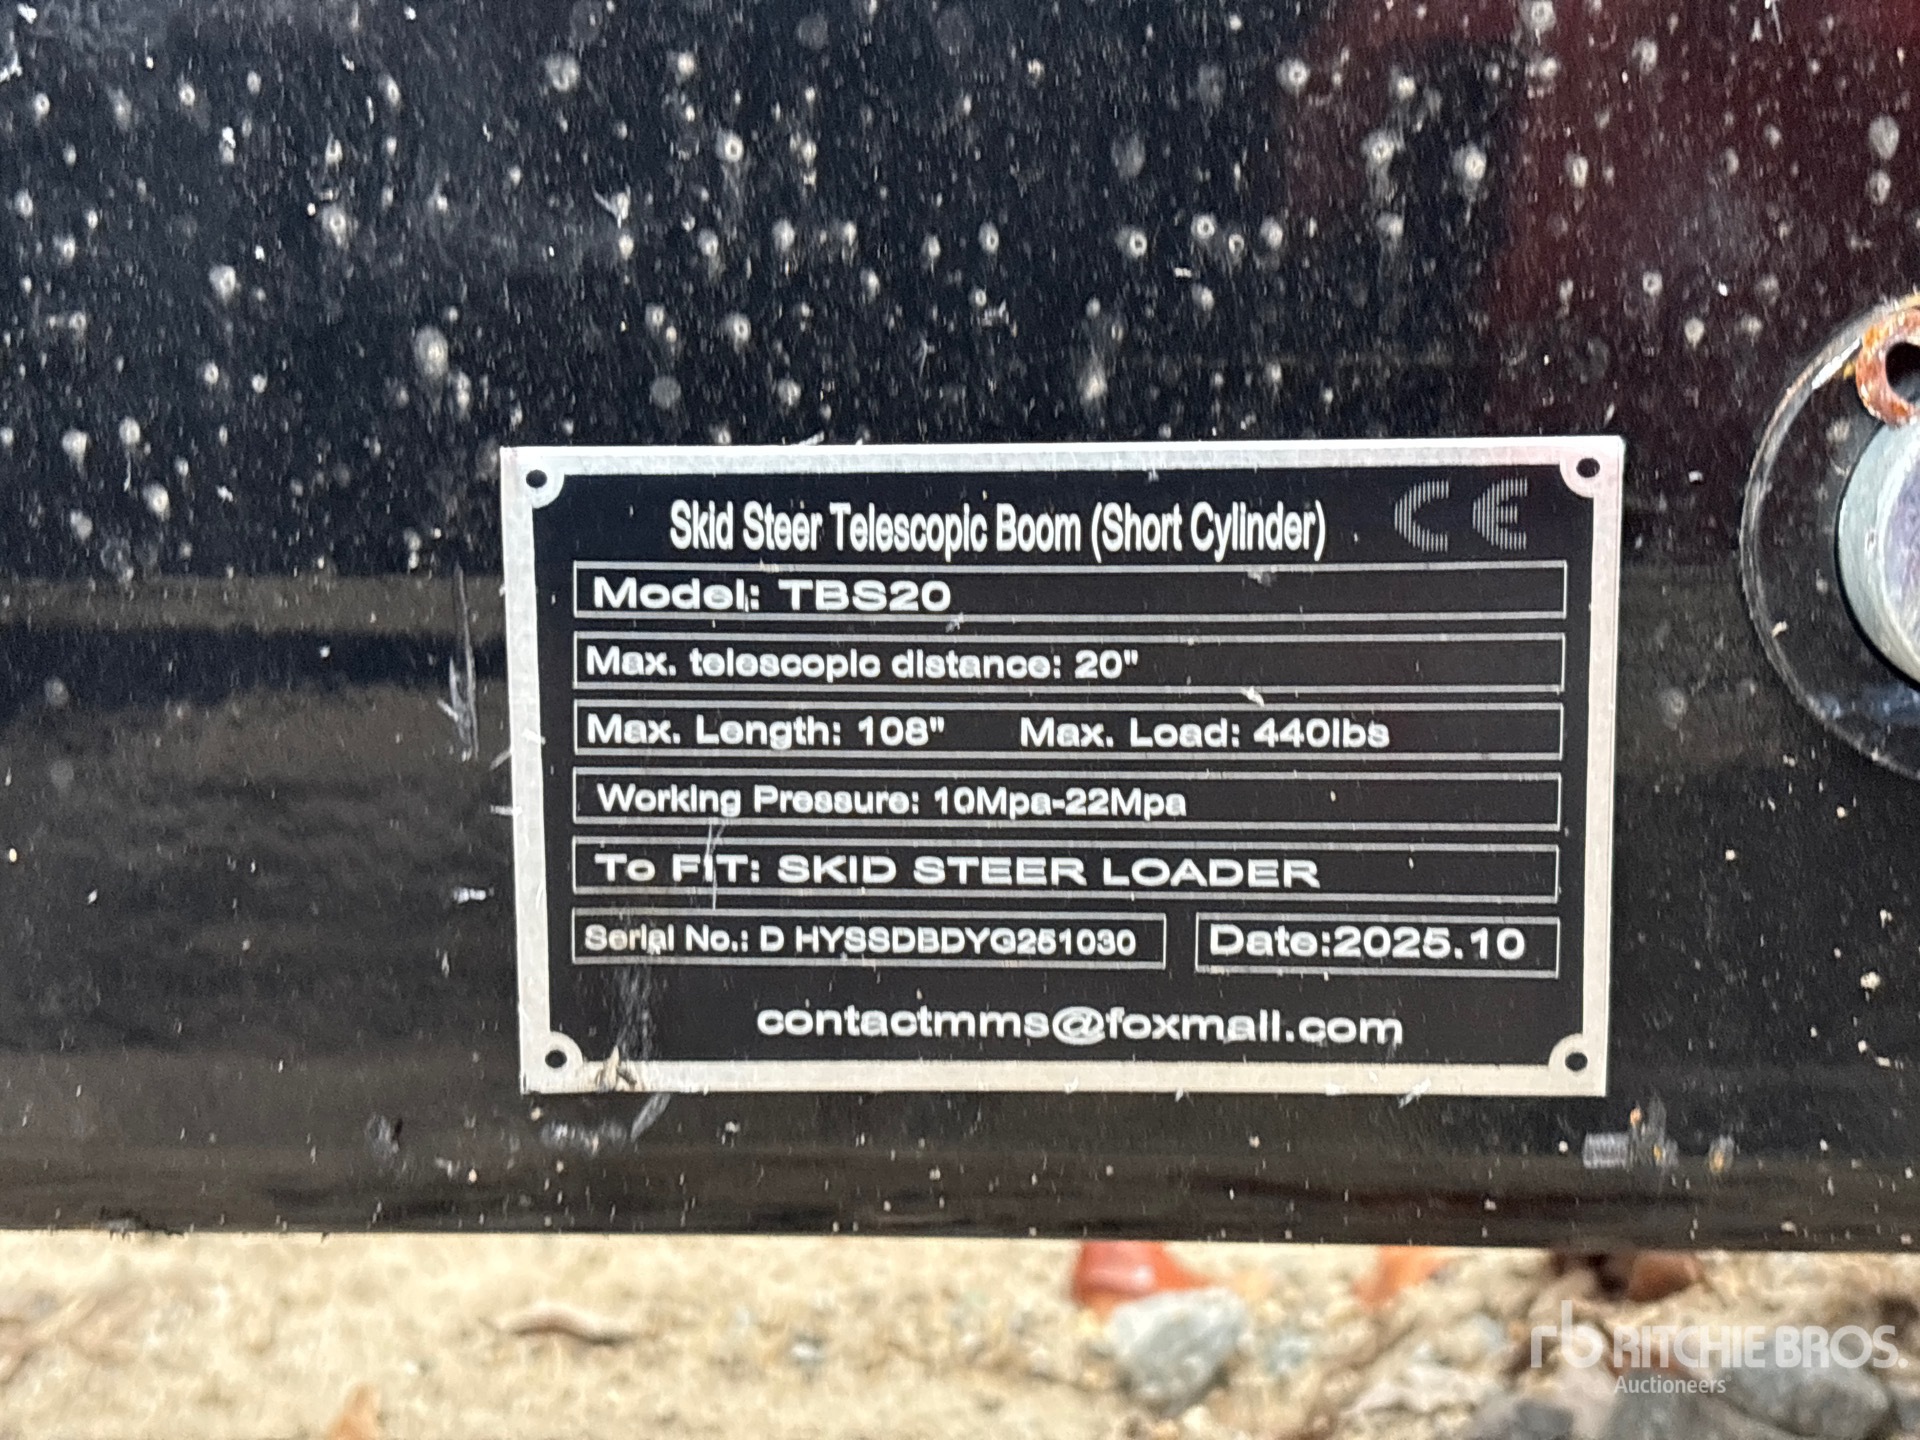 Skid Steer Telescopic Boom (Short Cylinder) CE
Model: TBS20
Max. telescopic distance: 20"
Max. Length: 108" Max. Load: 440lbs
Working Pressure: 10Mpa-22Mpa
To FIT: SKID STEER LOADER
Serial No.: D HYSSDBDYG251030 Date:2025.10
contactmms@foxmail.com
rb RITCHIE BROS.
Auctioneers